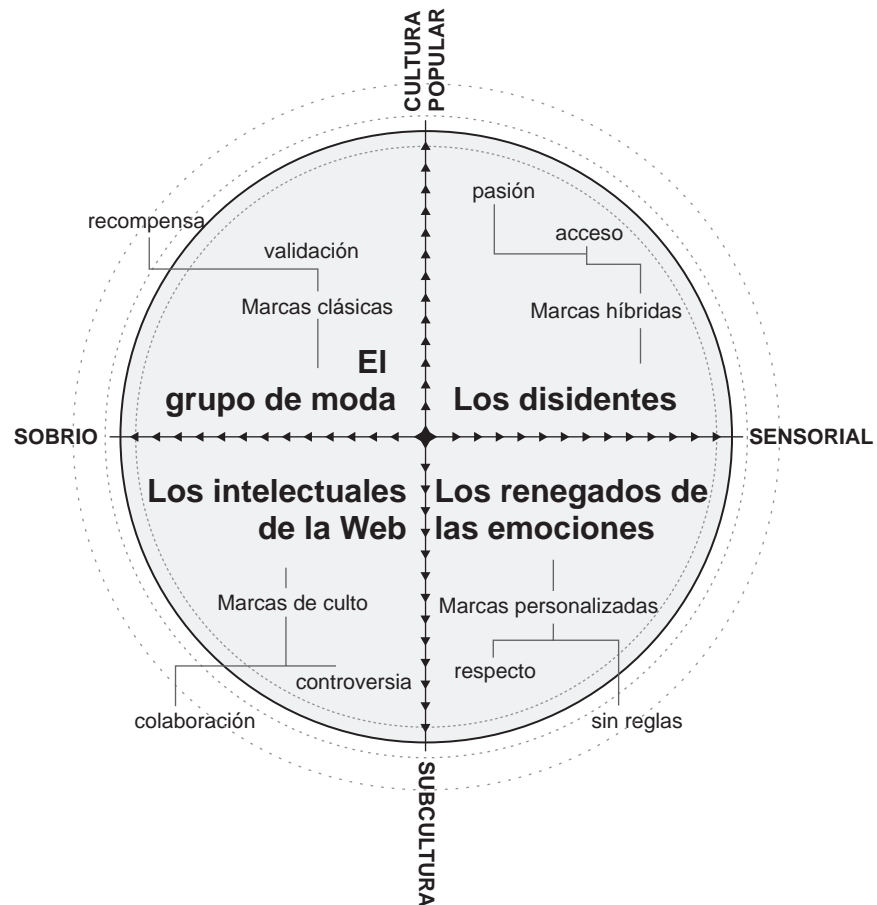 CULTURA
POPULAR
pasión
recompensa
acceso
validación
Marcas clásicas
Marcas híbridas
El
grupo de moda
Los disidentes
SOBRIO
SENSORIAL
Los intelectuales
de la Web
Los renegados de
las emociones
Marcas de culto
Marcas personalizadas
respecto
controversia
colaboración
sin reglas
SUBCULTURA